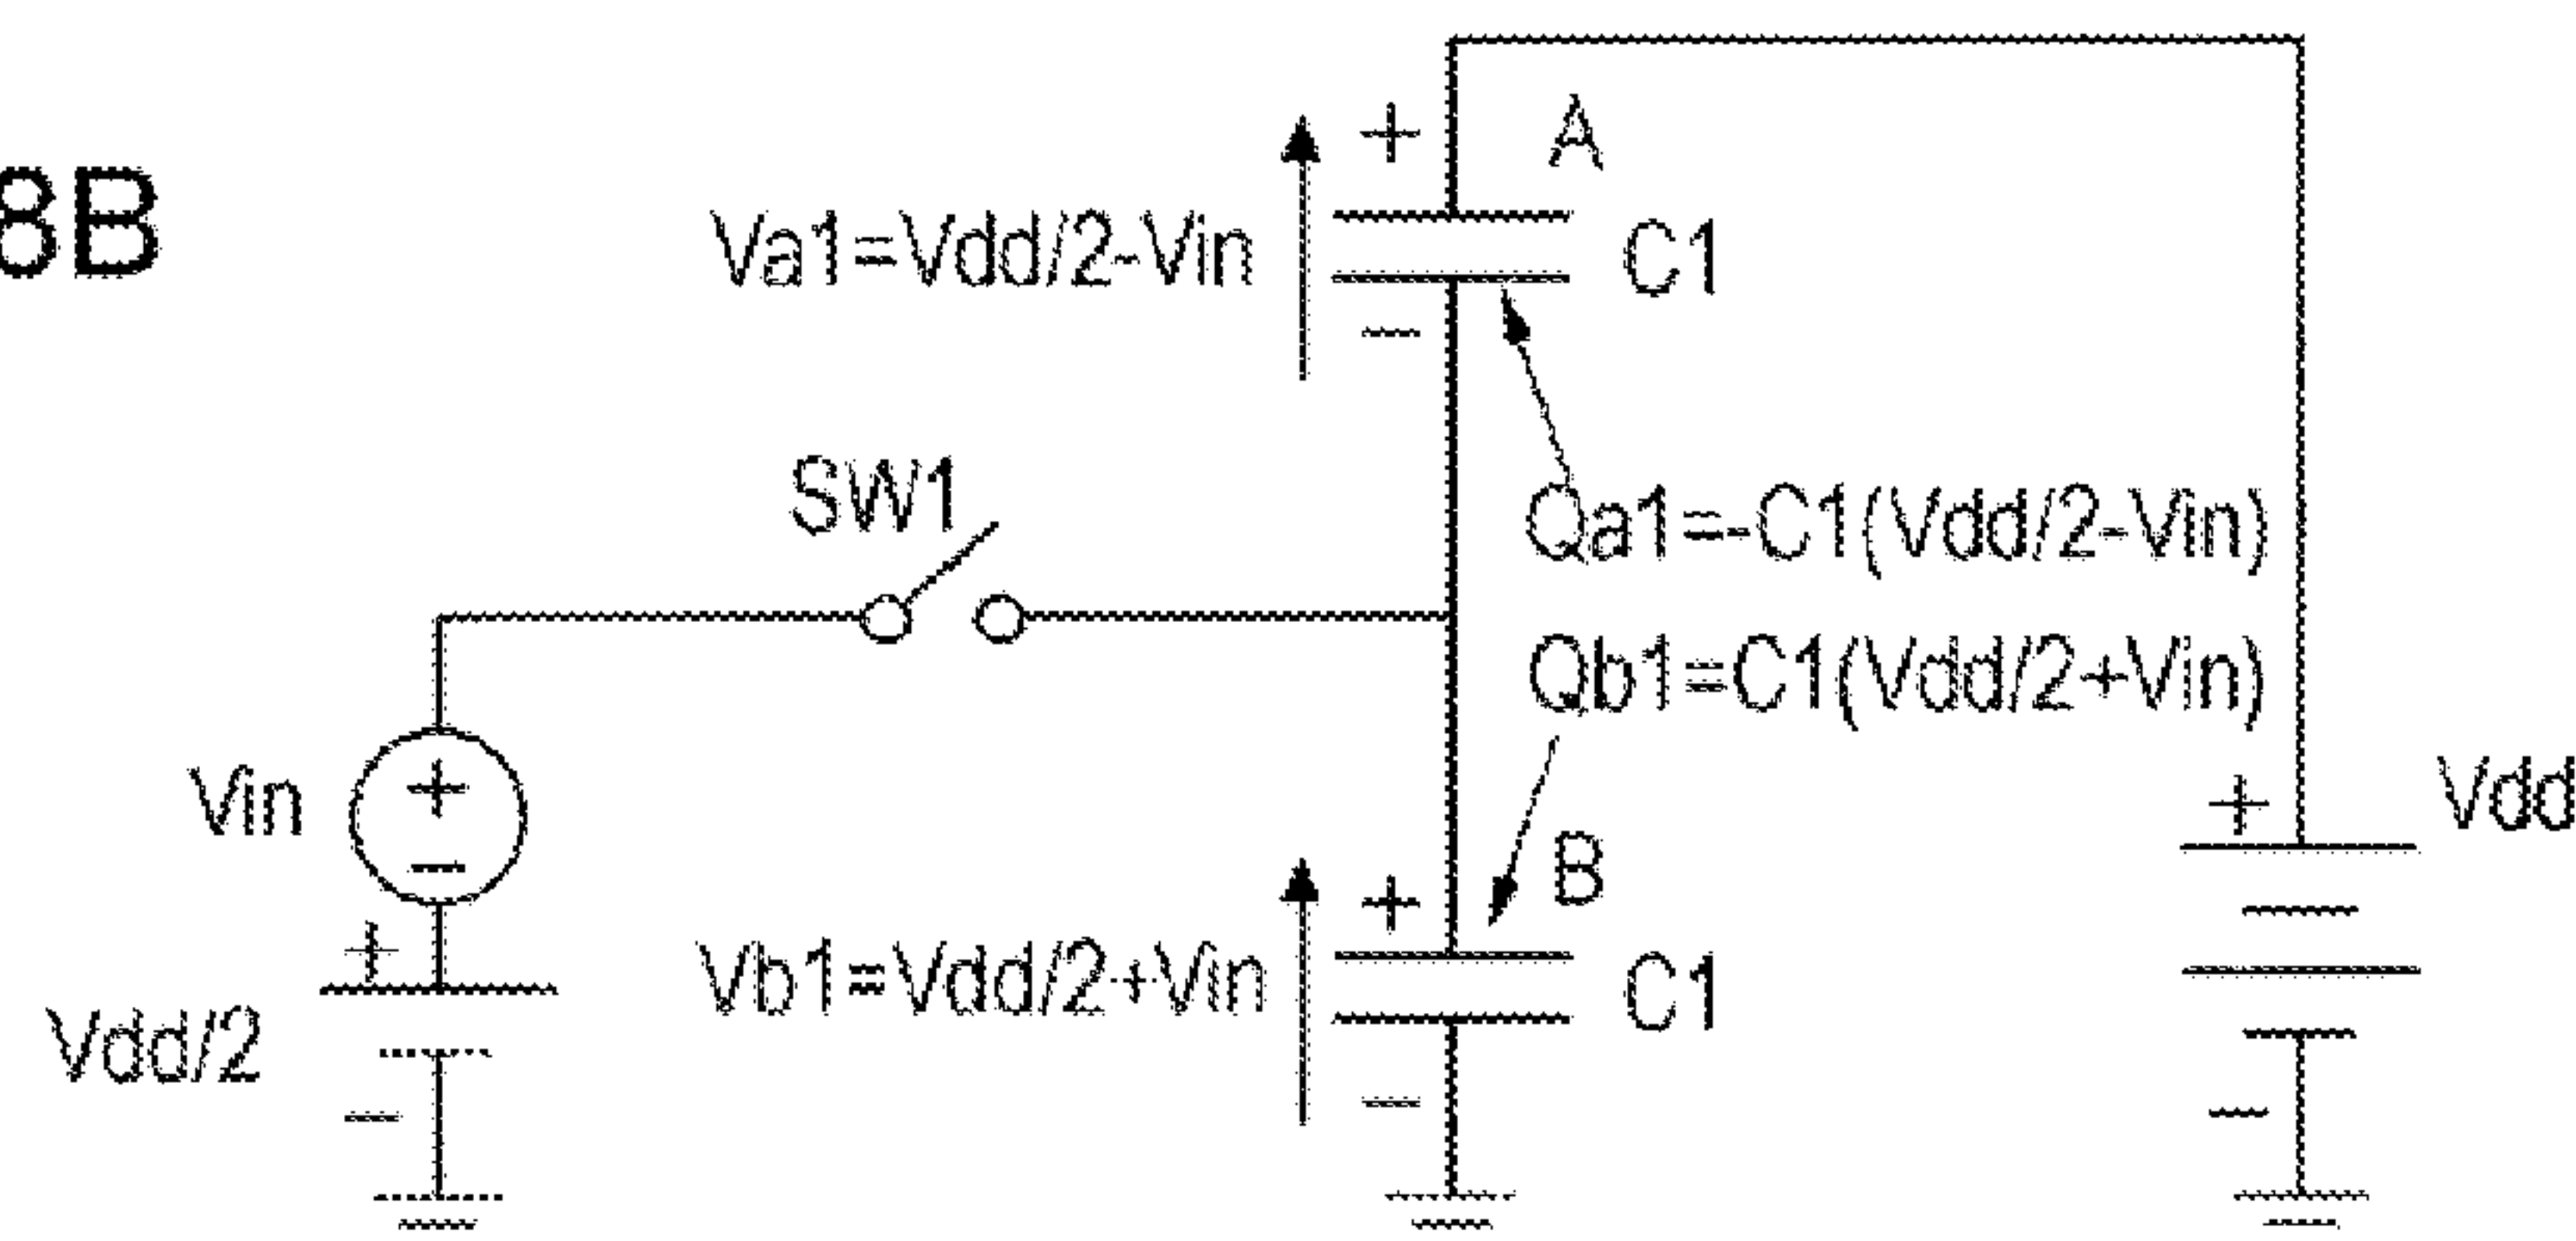 8B
+
A
Va1=Vdd/2-Vin
C1
−
SW1
Qa1=-C1(Vdd/2-Vin)
Qb1=C1(Vdd/2+Vin)
Vin
+
−
+
Vdd
+
B
+
Vb1=Vdd/2+Vin
C1
Vdd/2
−
−
−